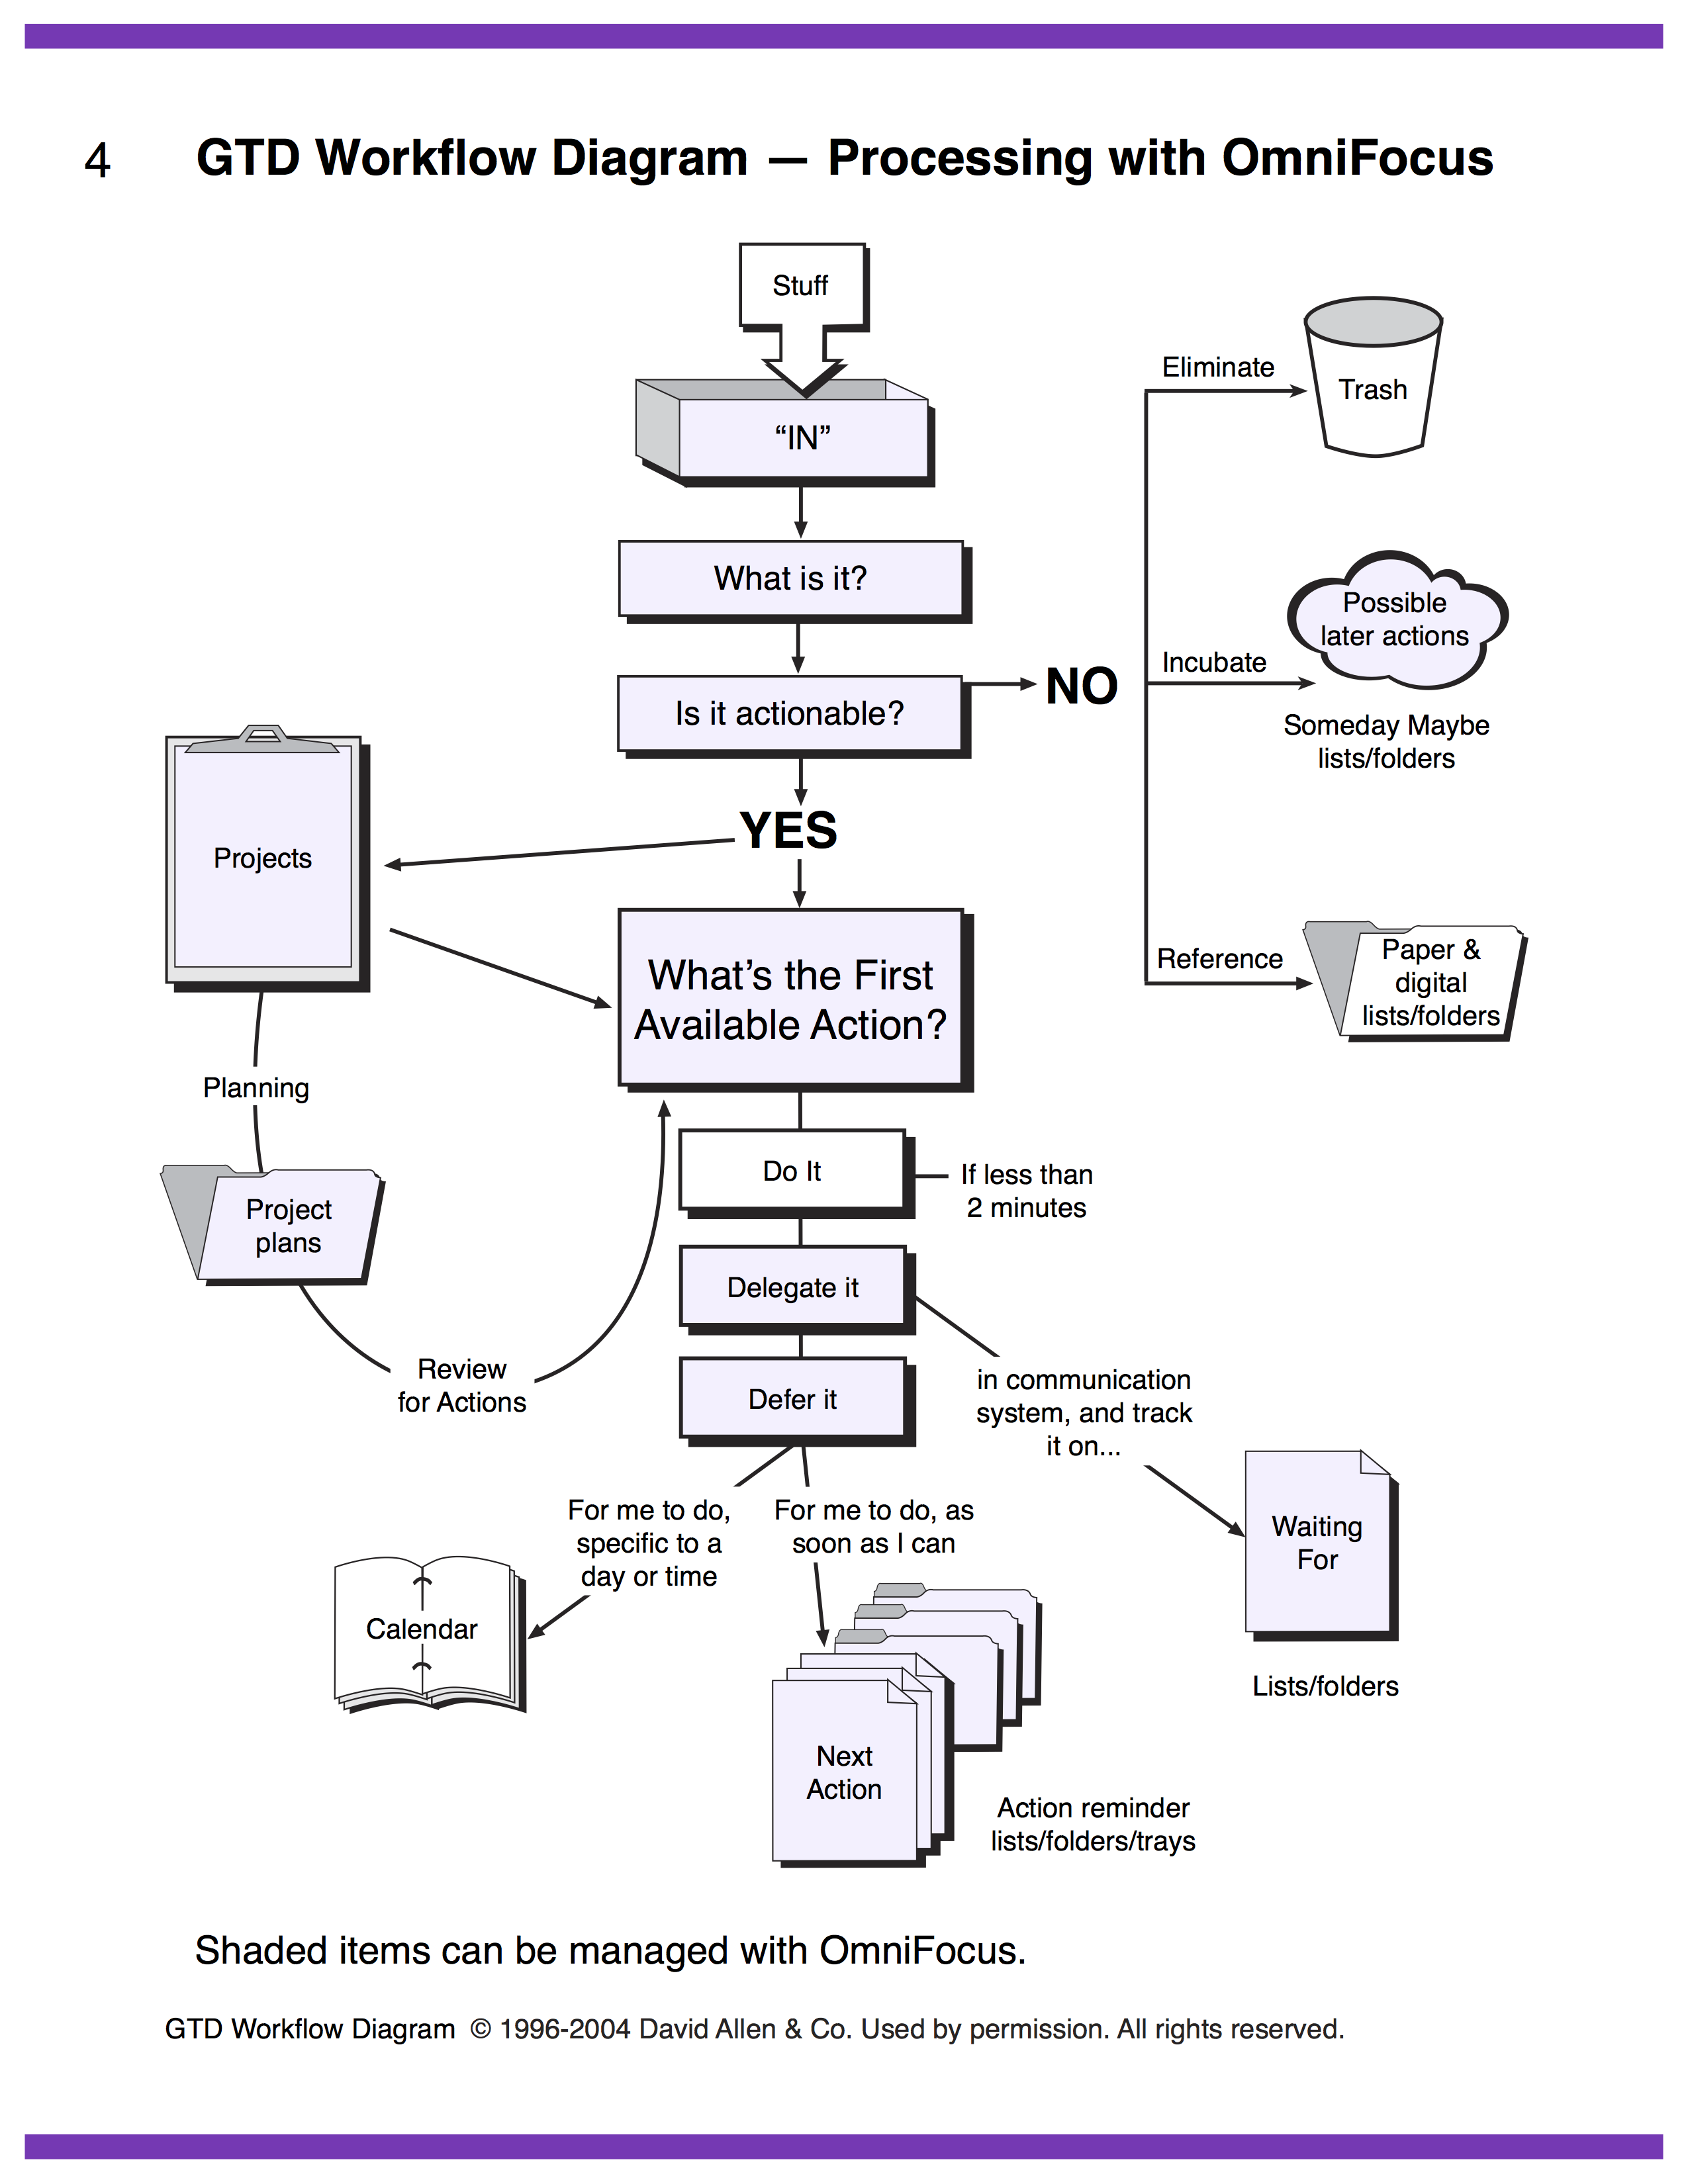 4 GTD Workflow Diagram — Processing with OmniFocus
Stuff
“IN”
What is it?
Is it actionable?
NO
Eliminate
Trash
Incubate
Possible
later actions
Someday Maybe
lists/folders
Reference
Paper &
digital
lists/folders
YES
Projects
What’s the First
Available Action?
Planning
Project
plans
Review
for Actions
Do It
If less than
2 minutes
Delegate it
in communication
system, and track
it on...
Waiting
For
Lists/folders
Defer it
For me to do,
specific to a
day or time
Calendar
For me to do, as
soon as I can
Next
Action
Action reminder
lists/folders/trays
Shaded items can be managed with OmniFocus.
GTD Workflow Diagram © 1996-2004 David Allen & Co. Used by permission. All rights reserved.